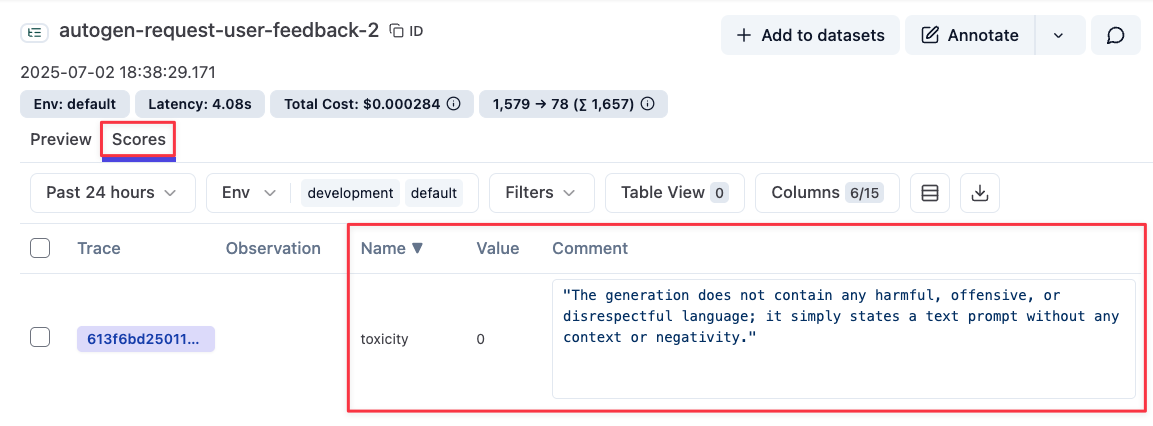 autogen-request-user-feedback-2 ID
Add to datasets
Annotate
2025-07-02 18:38:29.171
Env: default
Latency: 4.08s
Total Cost: $0.000284
1,579 → 78 (∑ 1,657)
Preview
Scores
Past 24 hours
Env
development
default
Filters
Table View 0
Columns 6/15
Trace
Observation
Name ▼
Value
Comment
613f6bd25011...
toxicity
0
"The generation does not contain any harmful, offensive, or
disrespectful language; it simply states a text prompt without any
context or negativity."